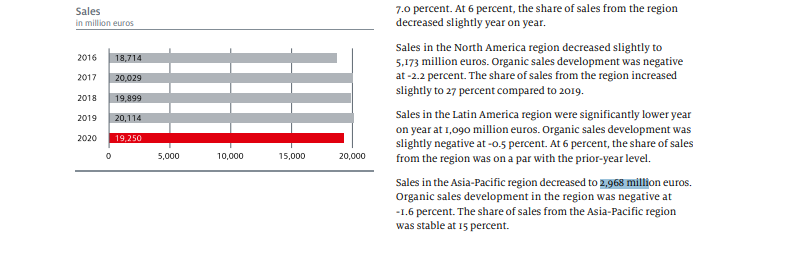 Sales
in million euros
2016 18,714
2017 20,029
2018 19,899
2019 20,114
2020 19,250
0 5,000 10,000 15,000 20,000
7.0 percent. At 6 percent, the share of sales from the region
decreased slightly year on year.
Sales in the North America region decreased slightly to
5,173 million euros. Organic sales development was negative
at -2.2 percent. The share of sales from the region increased
slightly to 27 percent compared to 2019.
Sales in the Latin America region were significantly lower year
on year at 1,090 million euros. Organic sales development was
slightly negative at -0.5 percent. At 6 percent, the share of sales
from the region was on a par with the prior-year level.
Sales in the Asia-Pacific region decreased to 2,968 million euros.
Organic sales development in the region was negative at
-1.6 percent. The share of sales from the Asia-Pacific region
was stable at 15 percent.